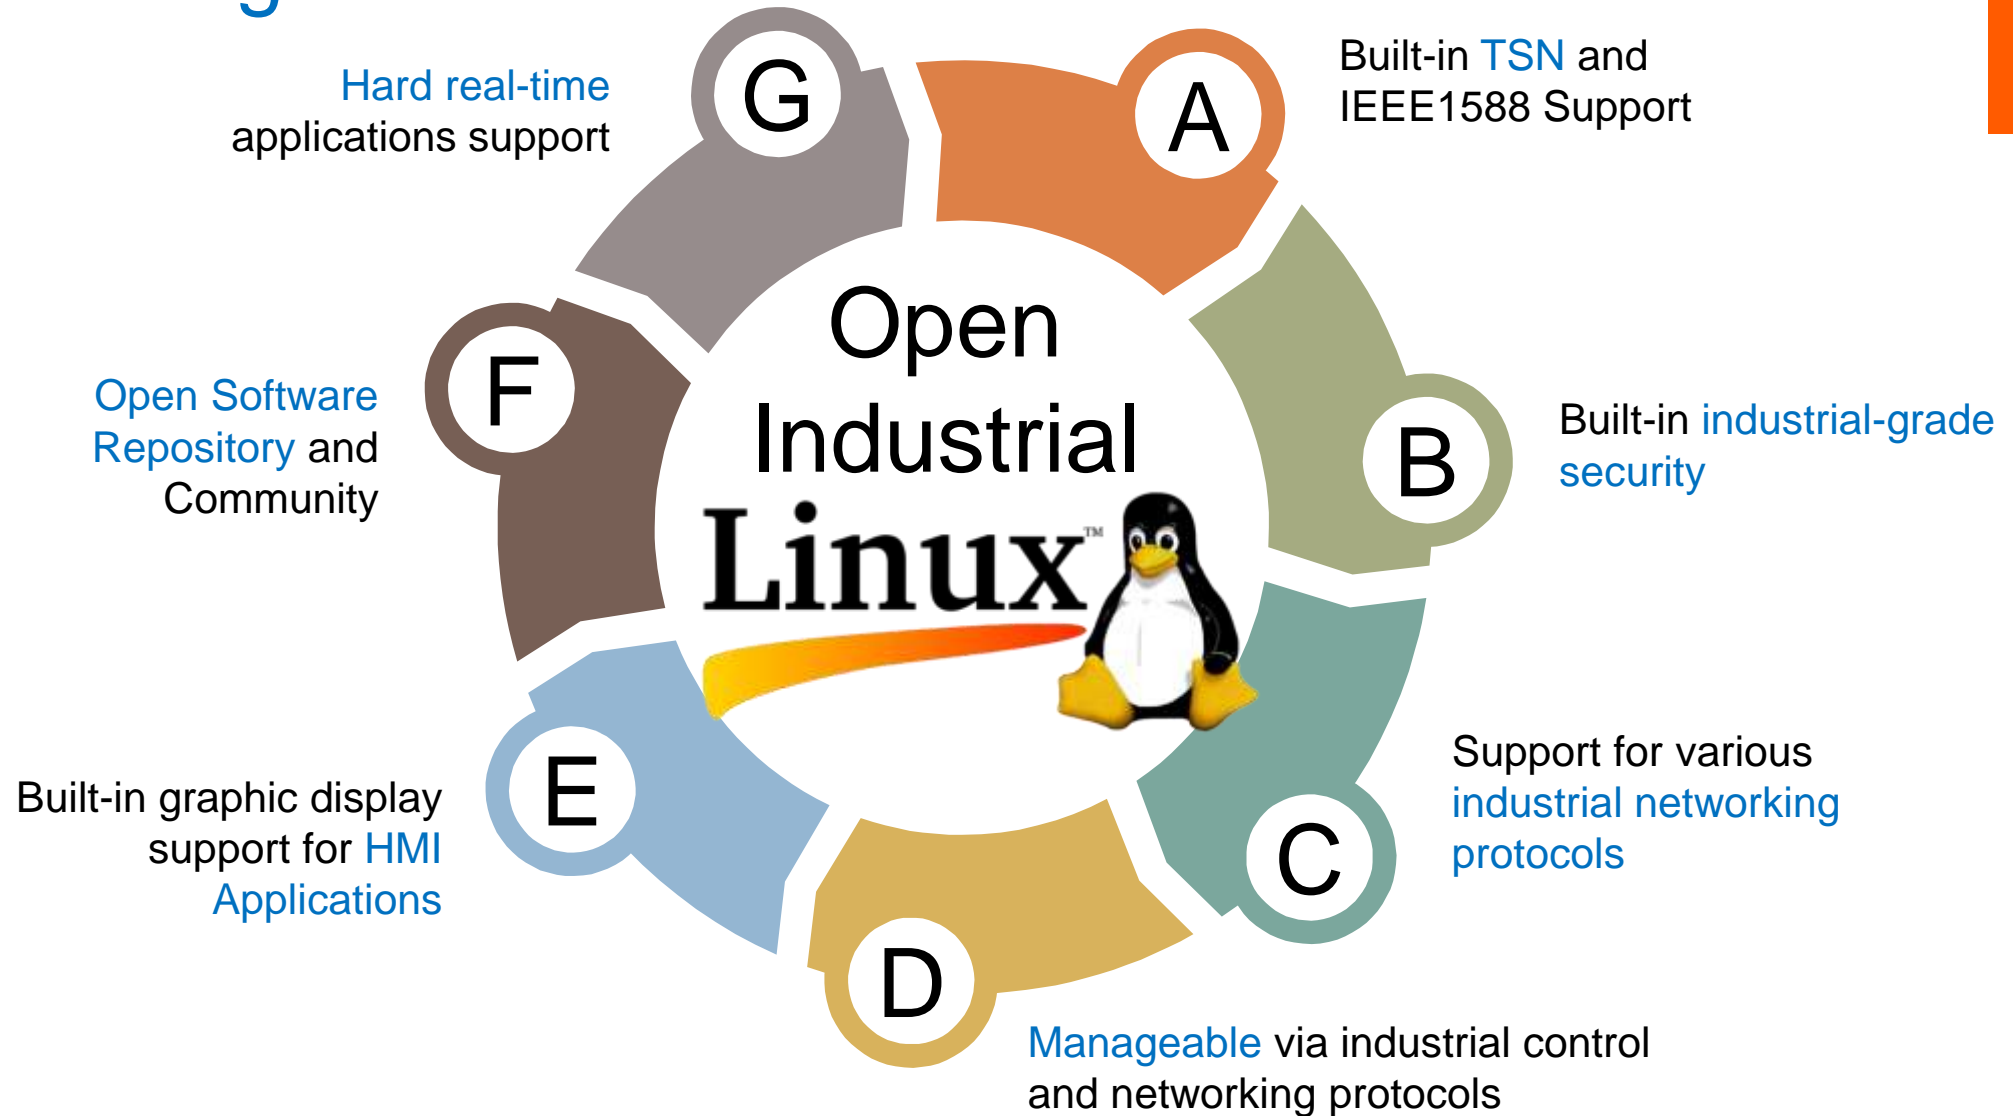 G
Hard real-time
applications support
A
Built-in TSN and
IEEE1588 Support
Open
Industrial
Linux™
B
Built-in industrial-grade
security
F
Open Software
Repository and
Community
C
Support for various
industrial networking
protocols
E
Built-in graphic display
support for HMI
Applications
D
Manageable via industrial control
and networking protocols